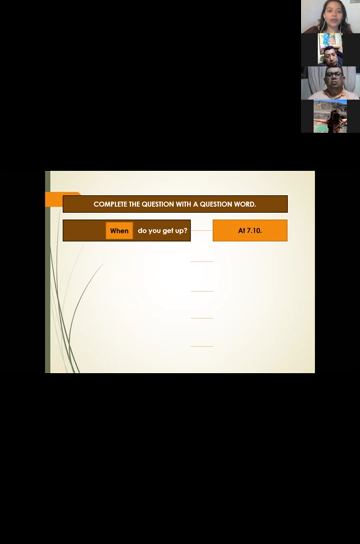 COMPLETE THE QUESTION WITH A QUESTION WORD.
When do you get up? At 7.10.